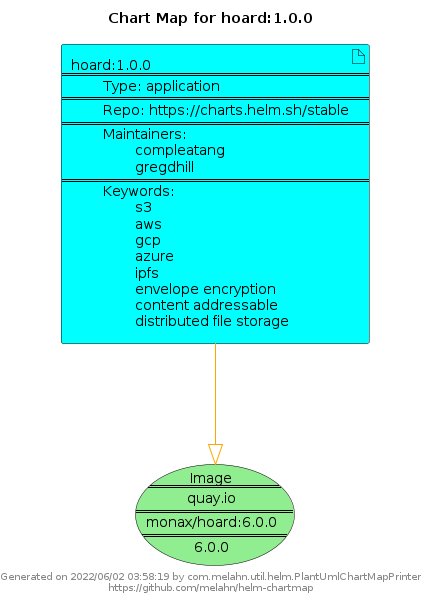 Chart Map for hoard:1.0.0
hoard:1.0.0
Type: application
Repo: https://charts.helm.sh/stable
Maintainers:
compleatang
gregdhill
Keywords:
s3
aws
gcp
azure
ipfs
envelope encryption
content addressable
distributed file storage
Image
quay.io
monax/hoard:6.0.0
6.0.0
Generated on 2022/06/02 03:58:19 by com.melahn.util.helm.PlantUmlChartMapPrinter
https://github.com/melahn/helm-chartmap